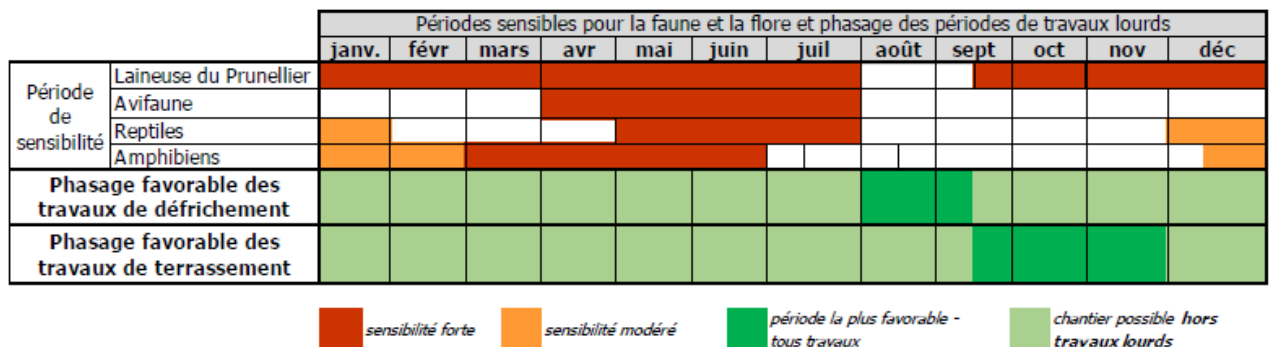 Périodes sensibles pour la faune et la flore et phasage des périodes de travaux lourds
janv. févr mars avr mai juin juil août sept oct nov déc
Période
de
sensibilité
Laineuse du Prunellier
Avifaune
Reptiles
Amphibiens
Phasage favorable des
travaux de défrichement
Phasage favorable des
travaux de terrassement
sensibilité forte
sensibilité modéré
période la plus favorable -
tous travaux
chantier possible hors
travaux lourds